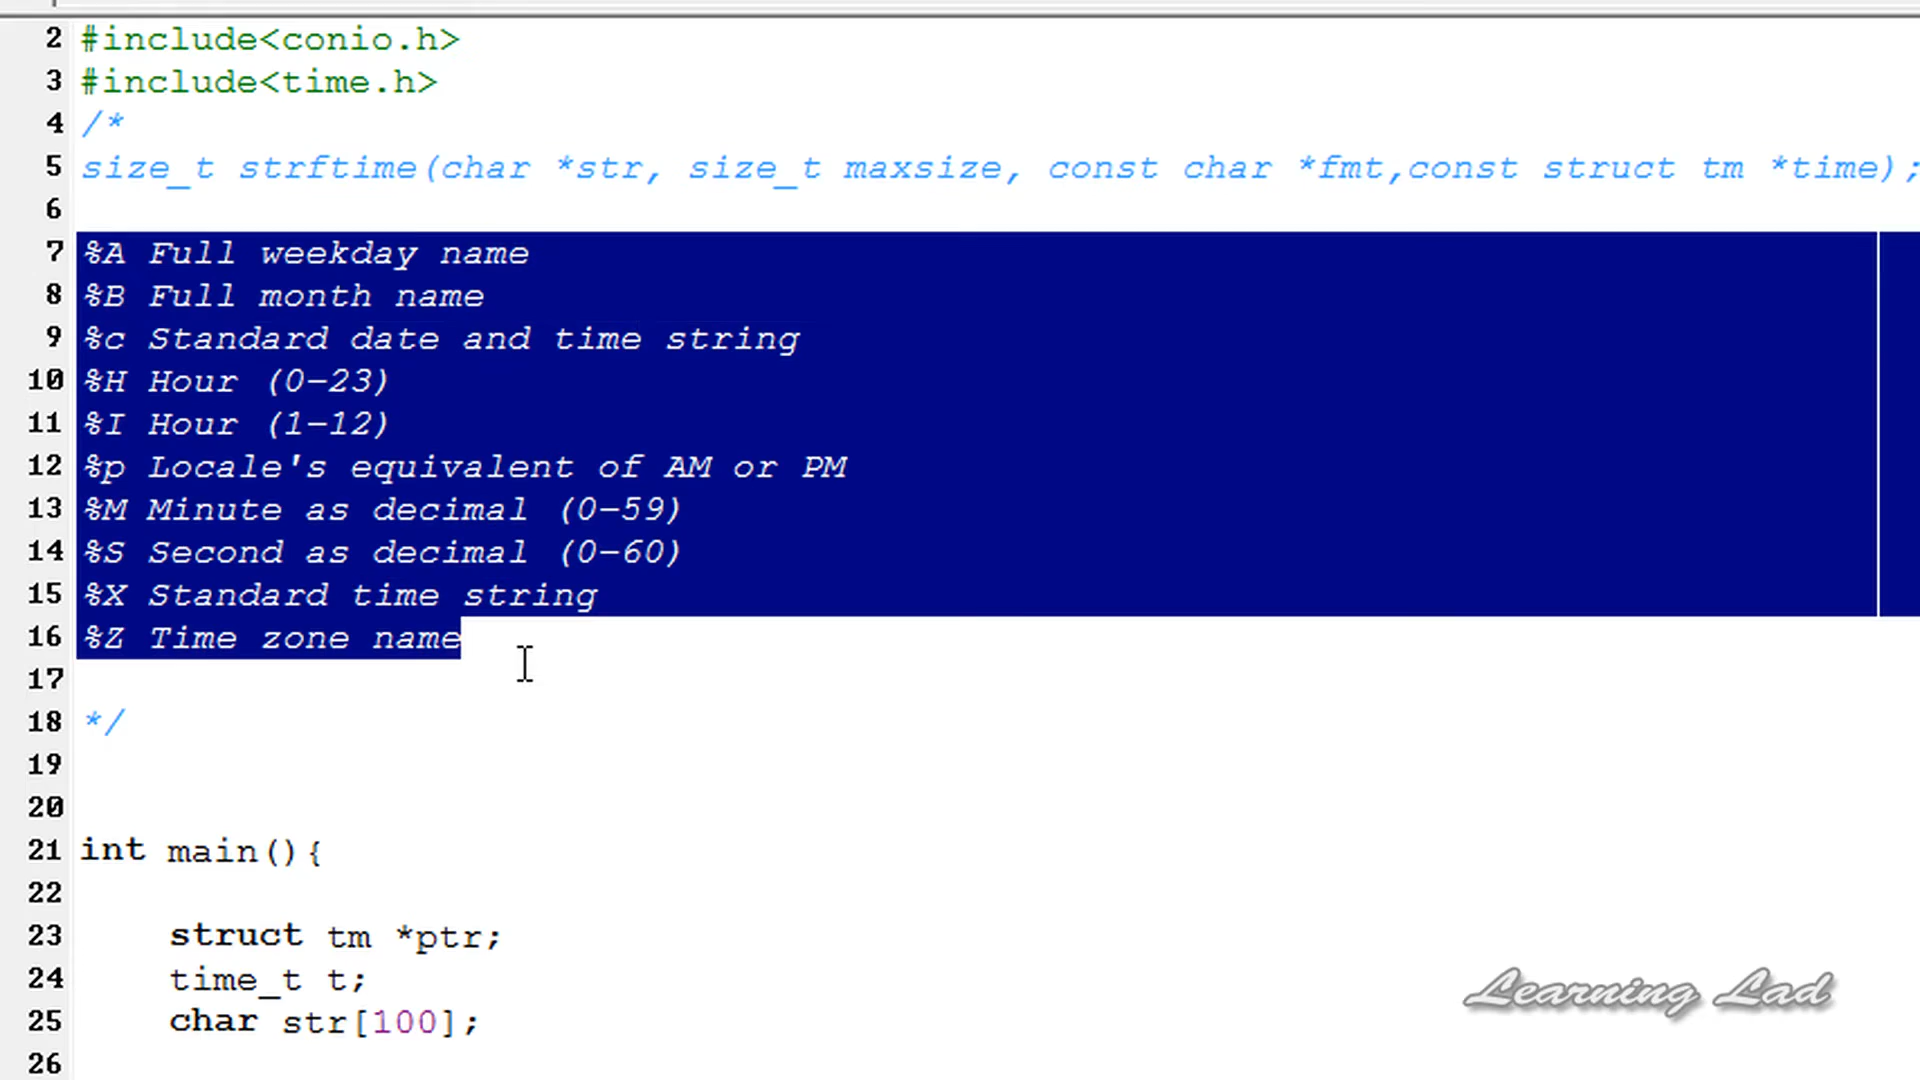 2 #include<conio.h>
3 #include<time.h>
4 /*
5 size_t strftime(char *str, size_t maxsize, const char *fmt,const struct tm *time);
6
7 %A Full weekday name
8 %B Full month name
9 %c Standard date and time string
10 %H Hour (0-23)
11 %I Hour (1-12)
12 %p Locale's equivalent of AM or PM
13 %M Minute as decimal (0-59)
14 %S Second as decimal (0-60)
15 %X Standard time string
16 %Z Time zone name
17
18 */
19
20
21 int main(){
22
23 struct tm *ptr;
24 time_t t;
25 char str[100];
26
Learning Lad